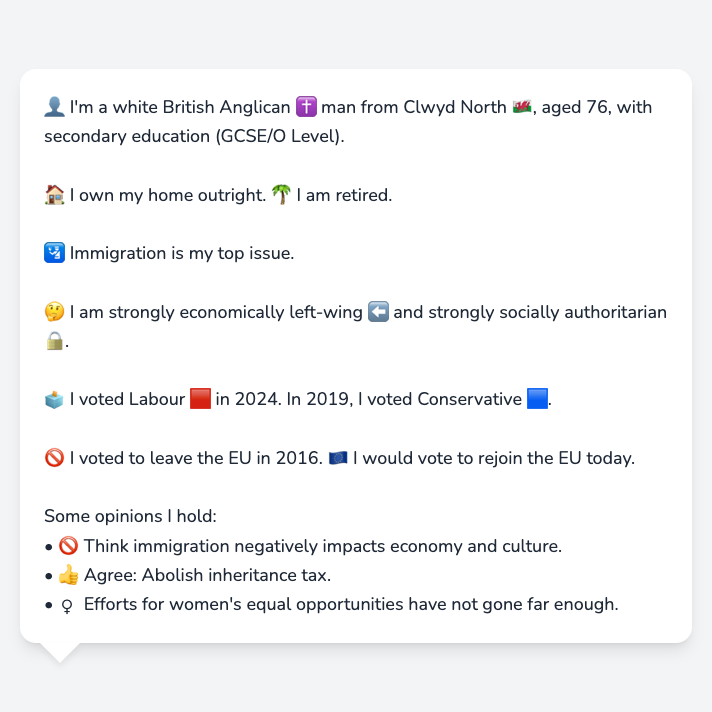 👤 I'm a white British Anglican ✝️ man from Clwyd North 🏴󠁧󠁢󠁷󠁬󠁳󠁿, aged 76, with
secondary education (GCSE/O Level).
🏠 I own my home outright. 🌴 I am retired.
🛂 Immigration is my top issue.
🤔 I am strongly economically left-wing ⬅️ and strongly socially authoritarian
🔒.
🗳️ I voted Labour 🟥 in 2024. In 2019, I voted Conservative 🟦.
🚫 I voted to leave the EU in 2016. 🇪🇺 I would vote to rejoin the EU today.
Some opinions I hold:
• 🚫 Think immigration negatively impacts economy and culture.
• 👍 Agree: Abolish inheritance tax.
• ♀ Efforts for women's equal opportunities have not gone far enough.